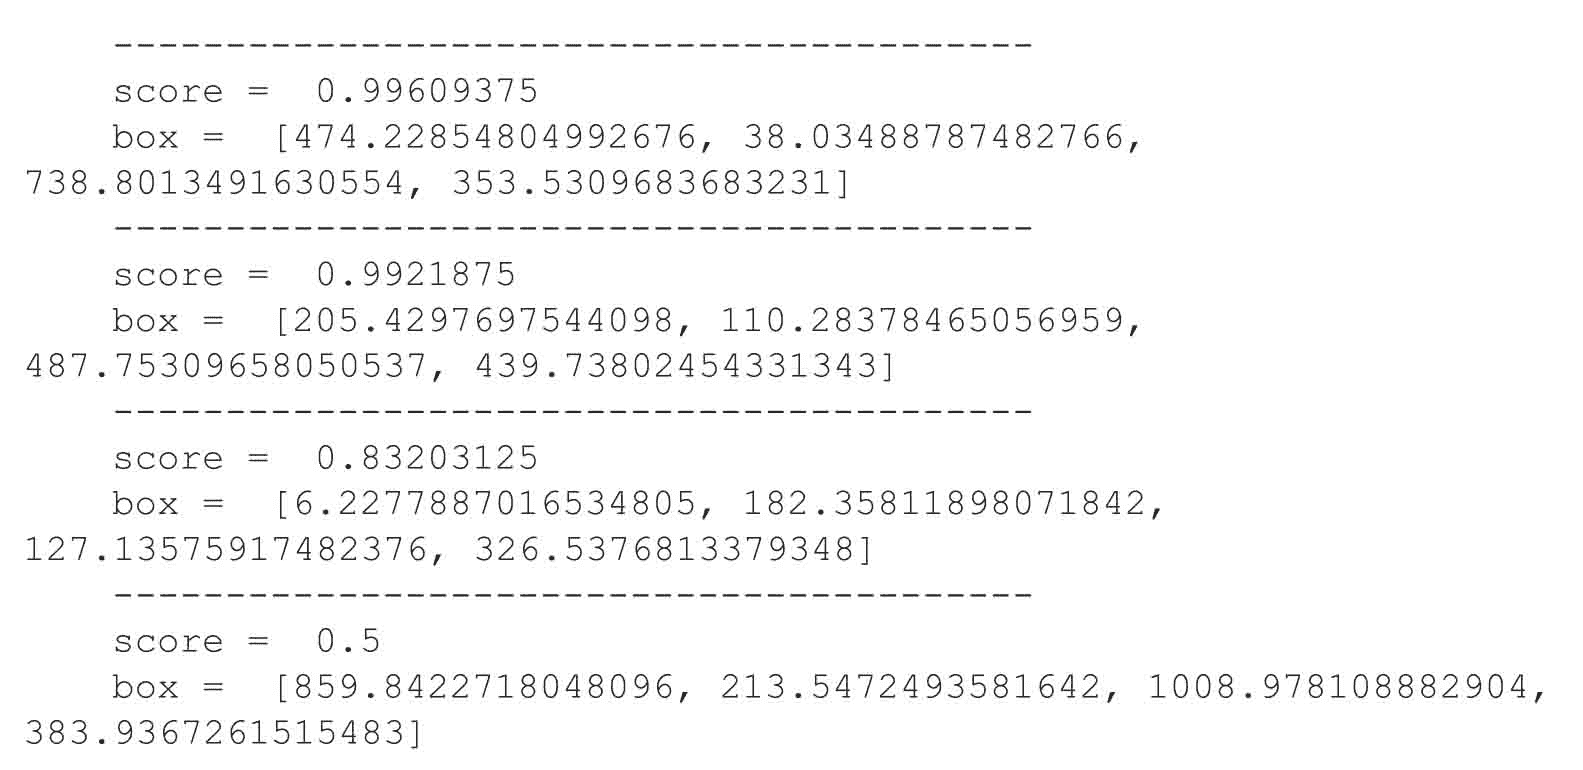 -----------------------------------------
score =  0.99609375
box =  [474.22854804992676, 38.03488787482766,
738.8013491630554, 353.5309683683231]
-----------------------------------------
score =  0.9921875
box =  [205.4297697544098, 110.28378465056959,
487.75309658050537, 439.73802454331343]
-----------------------------------------
score =  0.83203125
box =  [6.2277887016534805, 182.35811898071842,
127.13575917482376, 326.5376813379348]
-----------------------------------------
score =  0.5
box =  [859.8422718048096, 213.5472493581642, 1008.978108882904,
383.9367261515483]